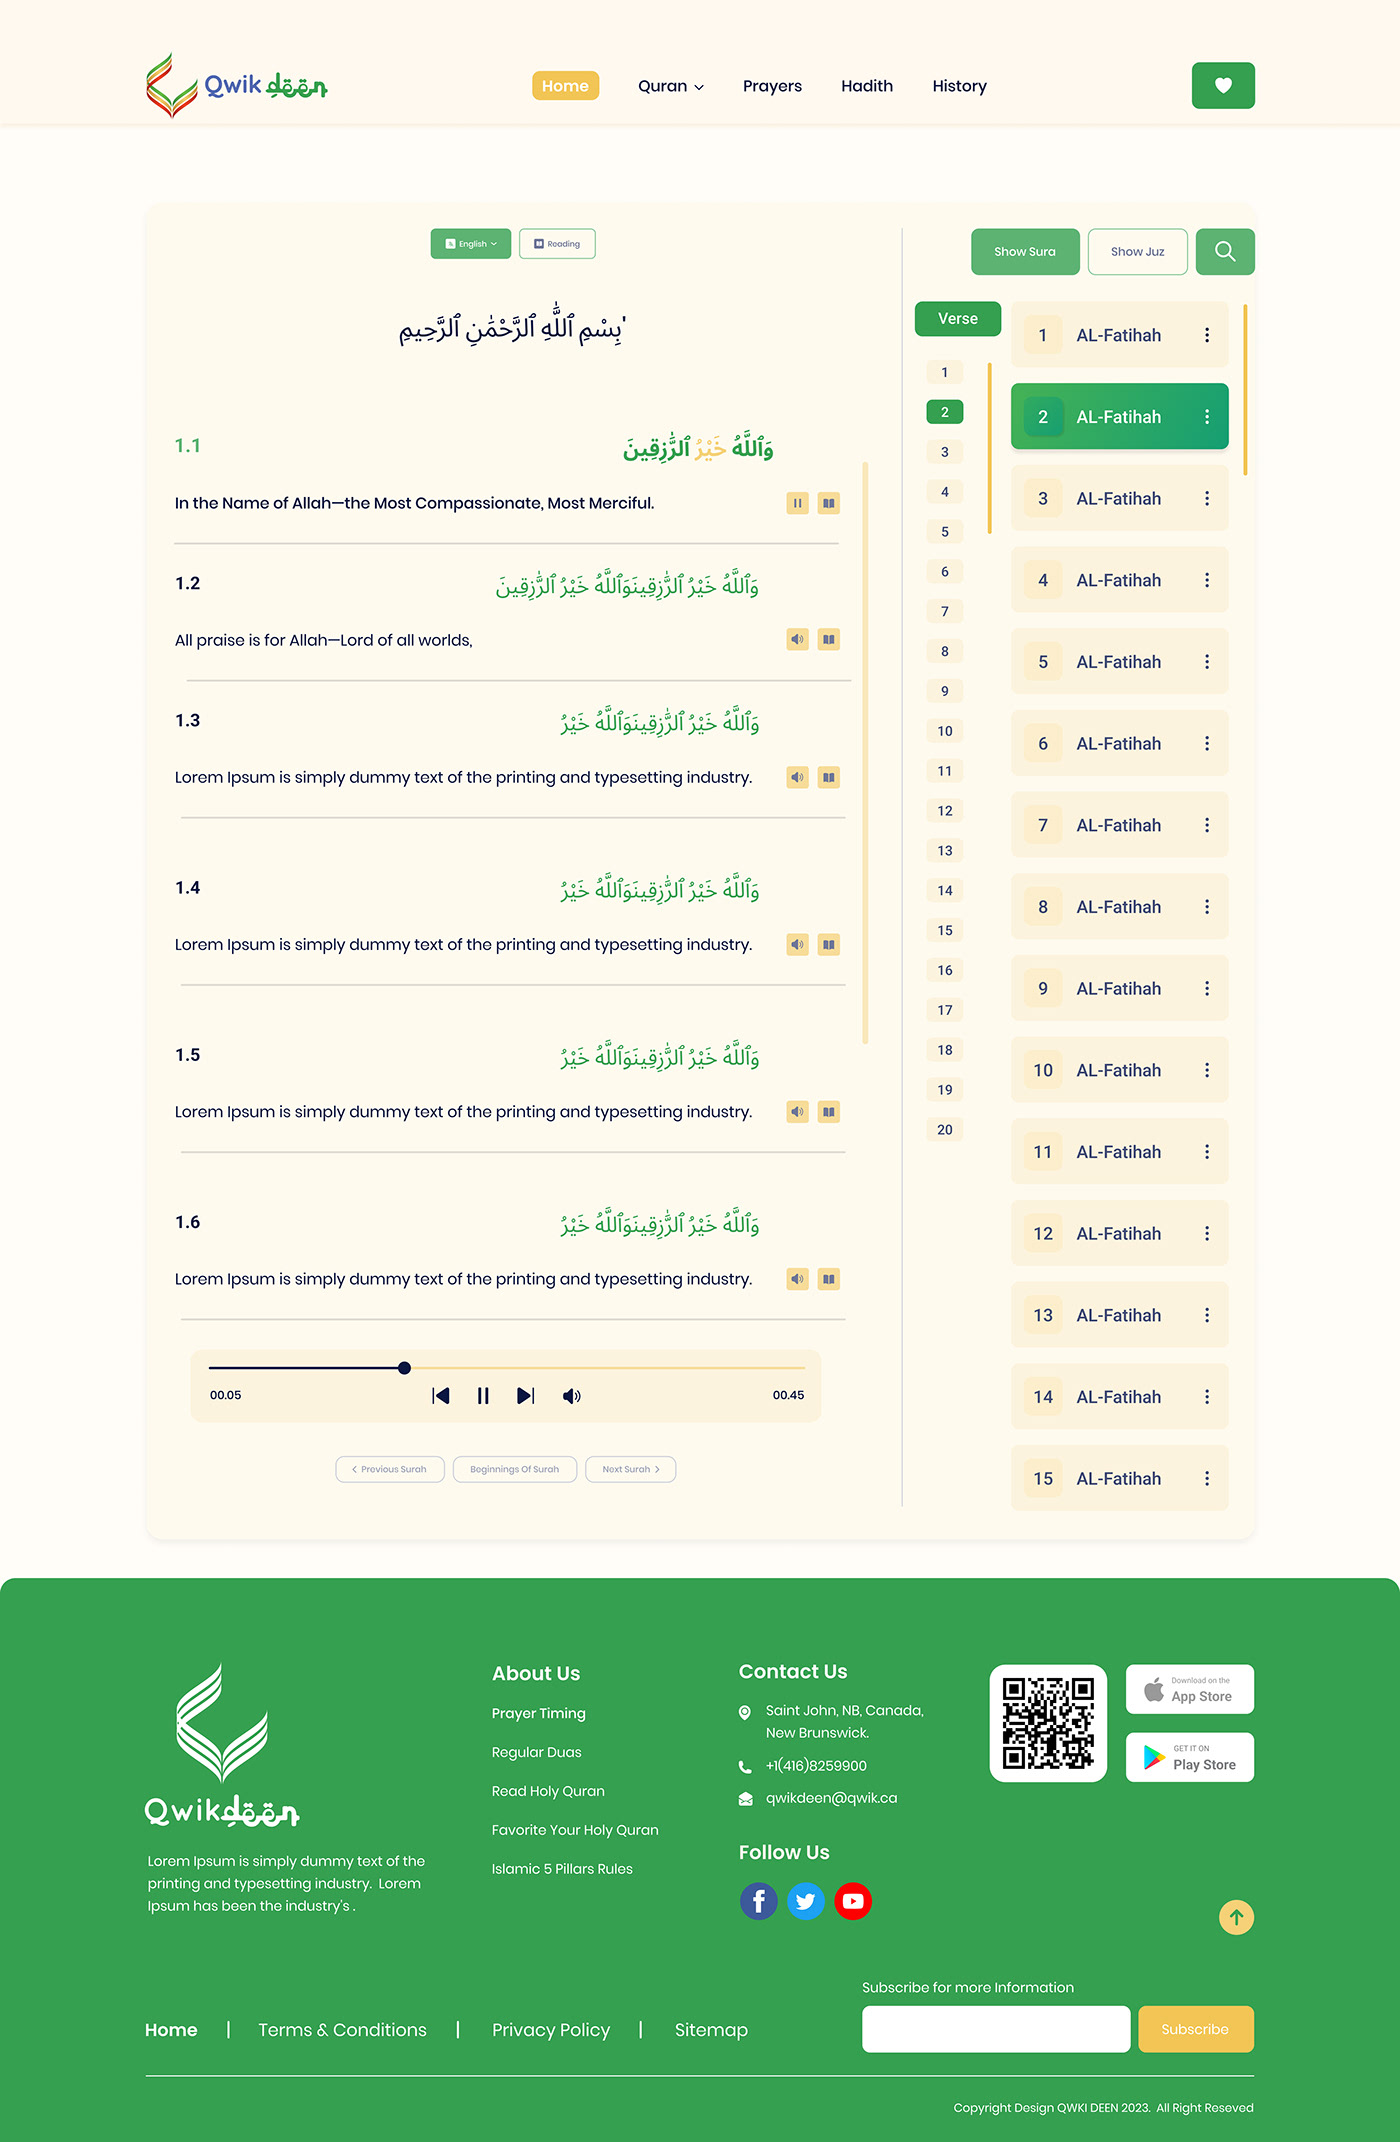 Qwik deen
Home
Quran
Prayers
Hadith
History
English
Reading
بِسْمِ ٱللَّهِ ٱلرَّحْمَٰنِ ٱلرَّحِيمِ'
1.1
وَٱللَّهُ خَيْرُ ٱلرَّٰزِقِينَ
In the Name of Allah—the Most Compassionate, Most Merciful.
1.2
وَٱللَّهُ خَيْرُ ٱلرَّٰزِقِينَوَٱللَّهُ خَيْرُ ٱلرَّٰزِقِينَ
All praise is for Allah—Lord of all worlds,
1.3
وَٱللَّهُ خَيْرُ ٱلرَّٰزِقِينَوَٱللَّهُ خَيْرُ
Lorem Ipsum is simply dummy text of the printing and typesetting industry.
1.4
وَٱللَّهُ خَيْرُ ٱلرَّٰزِقِينَوَٱللَّهُ خَيْرُ
Lorem Ipsum is simply dummy text of the printing and typesetting industry.
1.5
وَٱللَّهُ خَيْرُ ٱلرَّٰزِقِينَوَٱللَّهُ خَيْرُ
Lorem Ipsum is simply dummy text of the printing and typesetting industry.
1.6
وَٱللَّهُ خَيْرُ ٱلرَّٰزِقِينَوَٱللَّهُ خَيْرُ
Lorem Ipsum is simply dummy text of the printing and typesetting industry.
00.05
00.45
Previous Surah
Beginnings Of Surah
Next Surah
Show Sura
Show Juz
Verse
1
2
3
4
5
6
7
8
9
10
11
12
13
14
15
16
17
18
19
20
1 AL-Fatihah
2 AL-Fatihah
3 AL-Fatihah
4 AL-Fatihah
5 AL-Fatihah
6 AL-Fatihah
7 AL-Fatihah
8 AL-Fatihah
9 AL-Fatihah
10 AL-Fatihah
11 AL-Fatihah
12 AL-Fatihah
13 AL-Fatihah
14 AL-Fatihah
15 AL-Fatihah
Qwikdeen
Lorem Ipsum is simply dummy text of the
printing and typesetting industry. Lorem
Ipsum has been the industry's .
About Us
Prayer Timing
Regular Duas
Read Holy Quran
Favorite Your Holy Quran
Islamic 5 Pillars Rules
Contact Us
Saint John, NB, Canada,
New Brunswick.
+1(416)8259900
qwikdeen@qwik.ca
Follow Us
Download on the
App Store
GET IT ON
Play Store
Subscribe for more Information
Subscribe
Home | Terms & Conditions | Privacy Policy | Sitemap
Copyright Design QWKI DEEN 2023. All Right Reseved